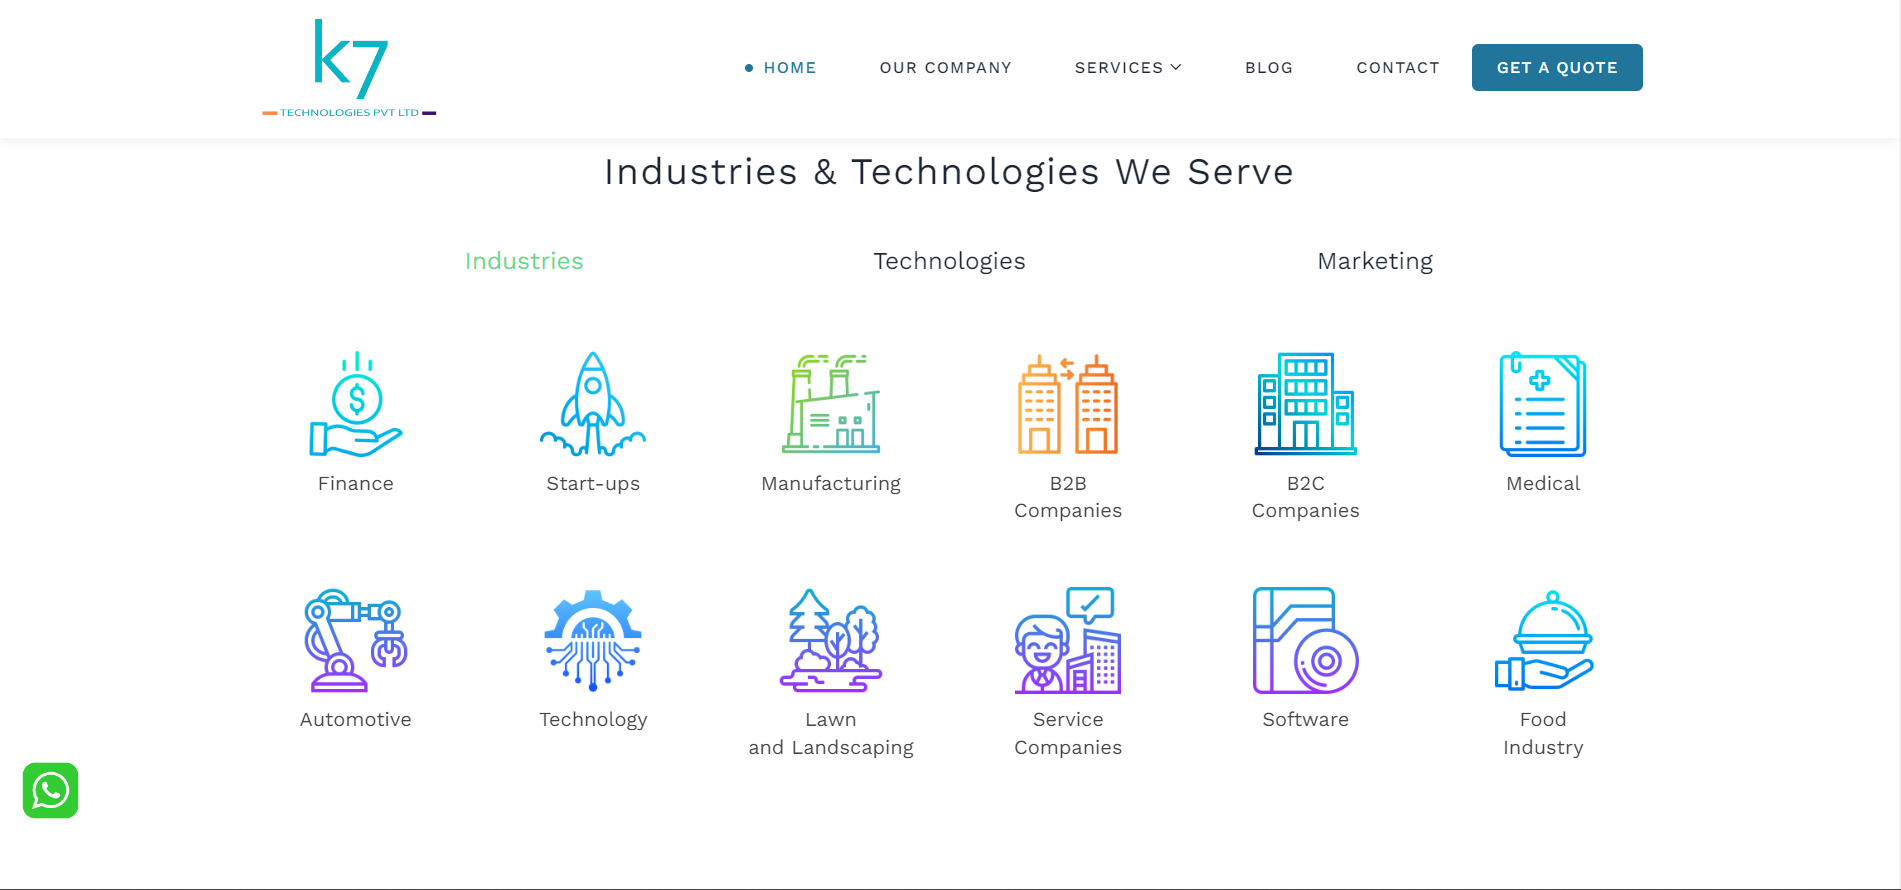 k7
TECHNOLOGIES PVT LTD
HOME
OUR COMPANY
SERVICES
BLOG
CONTACT
GET A QUOTE
Industries & Technologies We Serve
Industries
Technologies
Marketing
$
Finance
Start-ups
Manufacturing
B2B
Companies
B2C
Companies
Medical
Automotive
Technology
Lawn
and Landscaping
Service
Companies
Software
Food
Industry